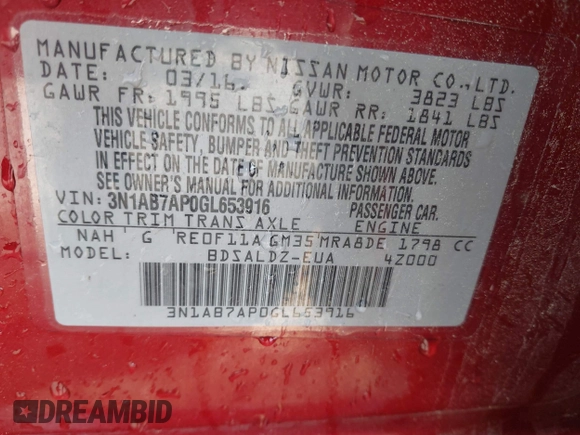 MANUFACTURED BY NISSAN MOTOR CO., LTD.
DATE: 03/16 GVWR: 3823 LBS
GAWR FR: 1995 LBS GAWR RR: 1841 LBS
THIS VEHICLE CONFORMS TO ALL APPLICABLE FEDERAL MOTOR
VEHICLE SAFETY, BUMPER AND THEFT PREVENTION STANDARDS
IN EFFECT ON THE DATE OF MANUFACTURE SHOWN ABOVE.
SEE OWNER'S MANUAL FOR ADDITIONAL INFORMATION.
VIN: 3N1AB7AP0GL653916 PASSENGER CAR.
COLOR TRIM TRANS AXLE ENGINE
NAH G RE0F11A GM35 MRA8DE 1798 CC
MODEL: BDSALDZ-EUA 4Z000
3N1AB7AP0GL653916
DREAMBID